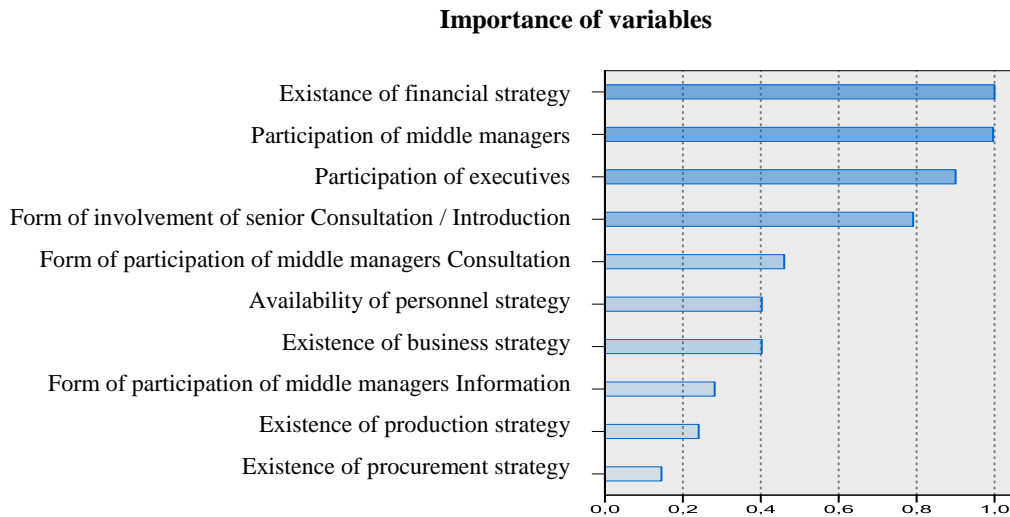 Importance of variables
Existance of financial strategy
Participation of middle managers
Participation of executives
Form of involvement of senior Consultation / Introduction
Form of participation of middle managers Consultation
Availability of personnel strategy
Existence of business strategy
Form of participation of middle managers Information
Existence of production strategy
Existence of procurement strategy
0,0 0,2 0,4 0,6 0,8 1,0